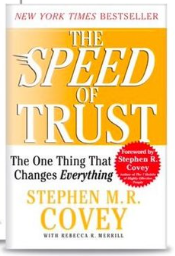 NEW YORK TIMES BESTSELLER
THE
SPEED
OF
TRUST
The One Thing That
Changes Everything
Foreword by
Stephen R.
Covey
STEPHEN M.R.
COVEY
WITH REBECCA R. MERRILL